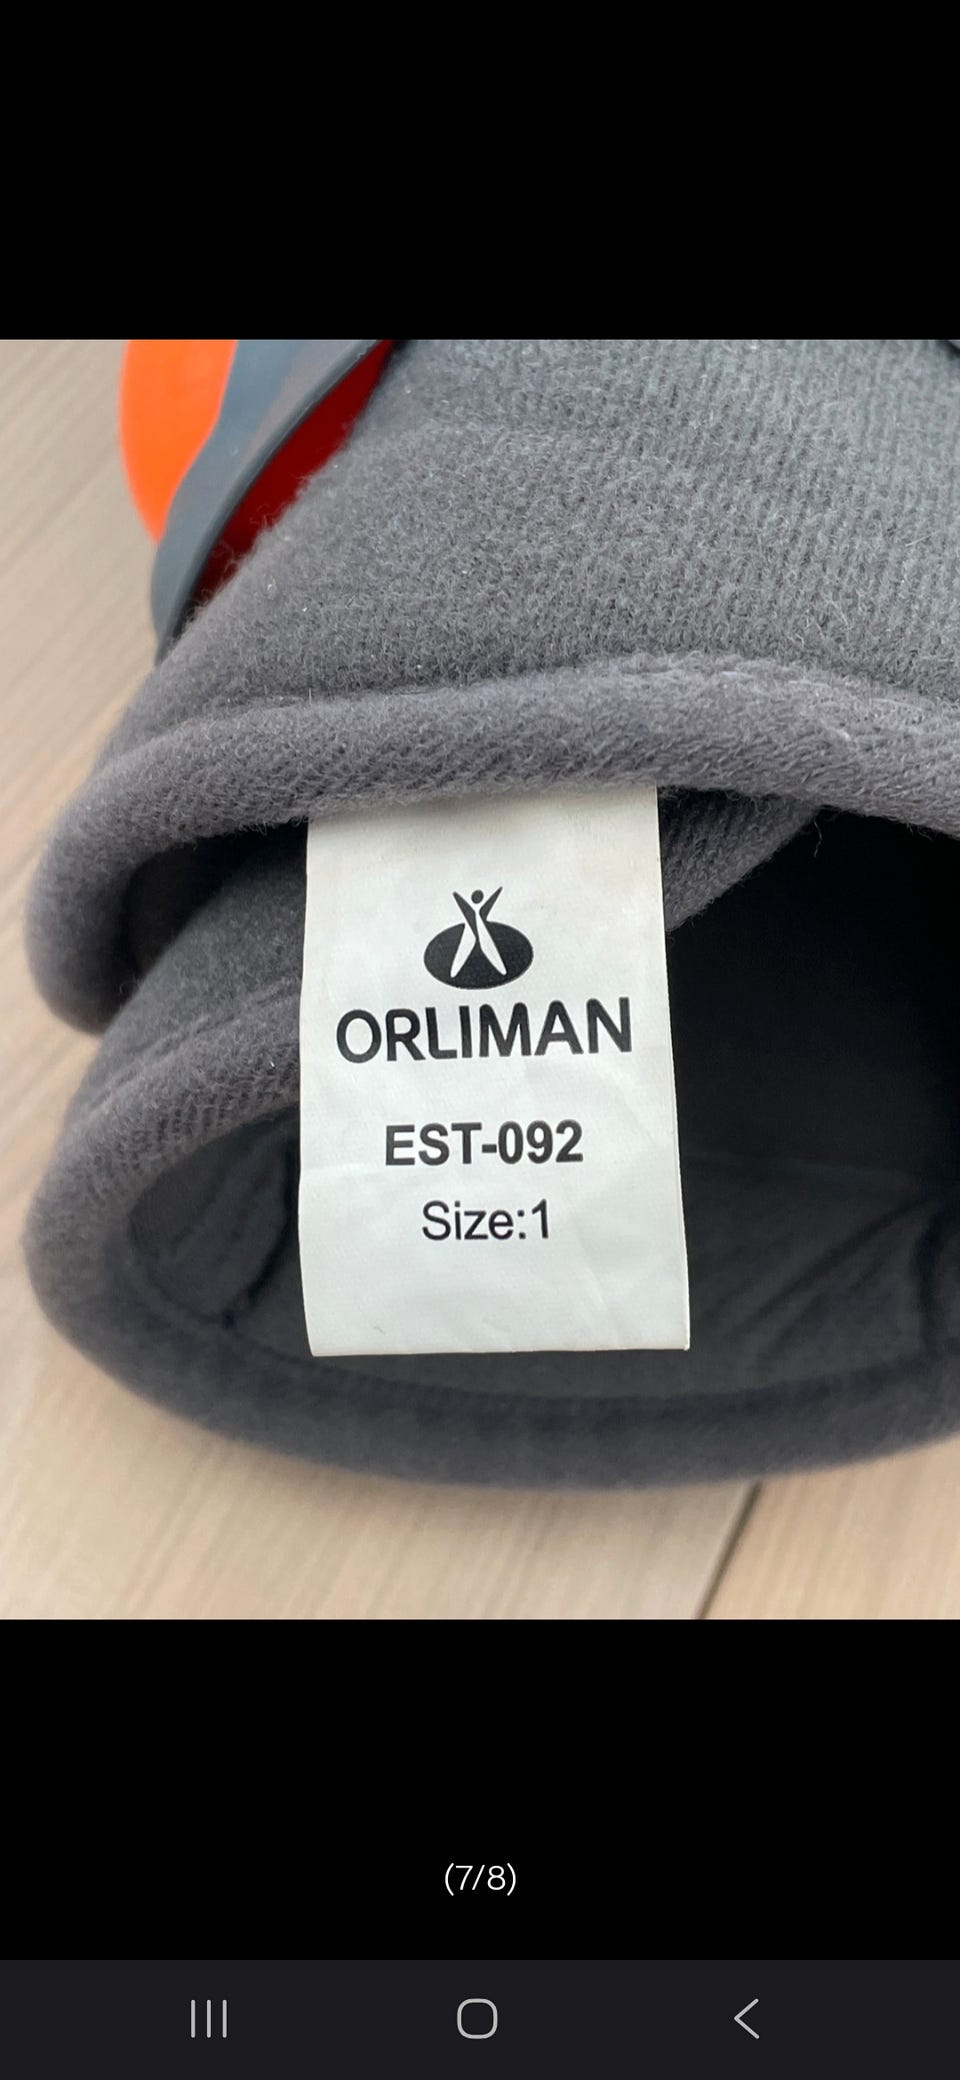 ORLIMAN
EST-092
Size:1
(7/8)